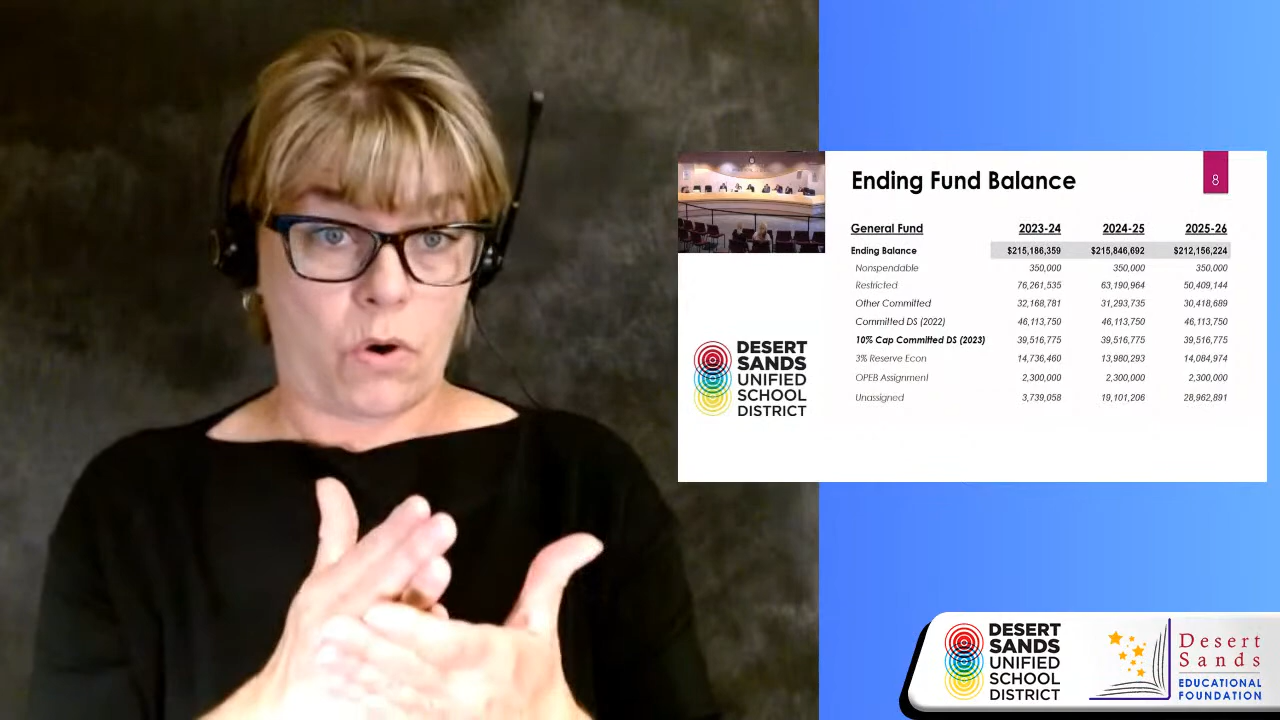 Ending Fund Balance
8
General Fund 2023-24 2024-25 2025-26
Ending Balance $215,186,359 $215,846,692 $212,156,224
Nonspendable 350,000 350,000 350,000
Restricted 76,261,535 63,190,964 50,409,144
Other Committed 32,168,781 31,293,735 30,418,689
Committed DS (2022) 46,113,750 46,113,750 46,113,750
10% Cap Committed DS (2023) 39,516,775 39,516,775 39,516,775
3% Reserve Econ 14,736,460 13,980,293 14,084,974
OPEB Assignment 2,300,000 2,300,000 2,300,000
Unassigned 3,739,058 19,101,206 28,962,891
DESERT
SANDS
UNIFIED
SCHOOL
DISTRICT
DESERT
SANDS
UNIFIED
SCHOOL
DISTRICT
Desert
Sands
EDUCATIONAL
FOUNDATION